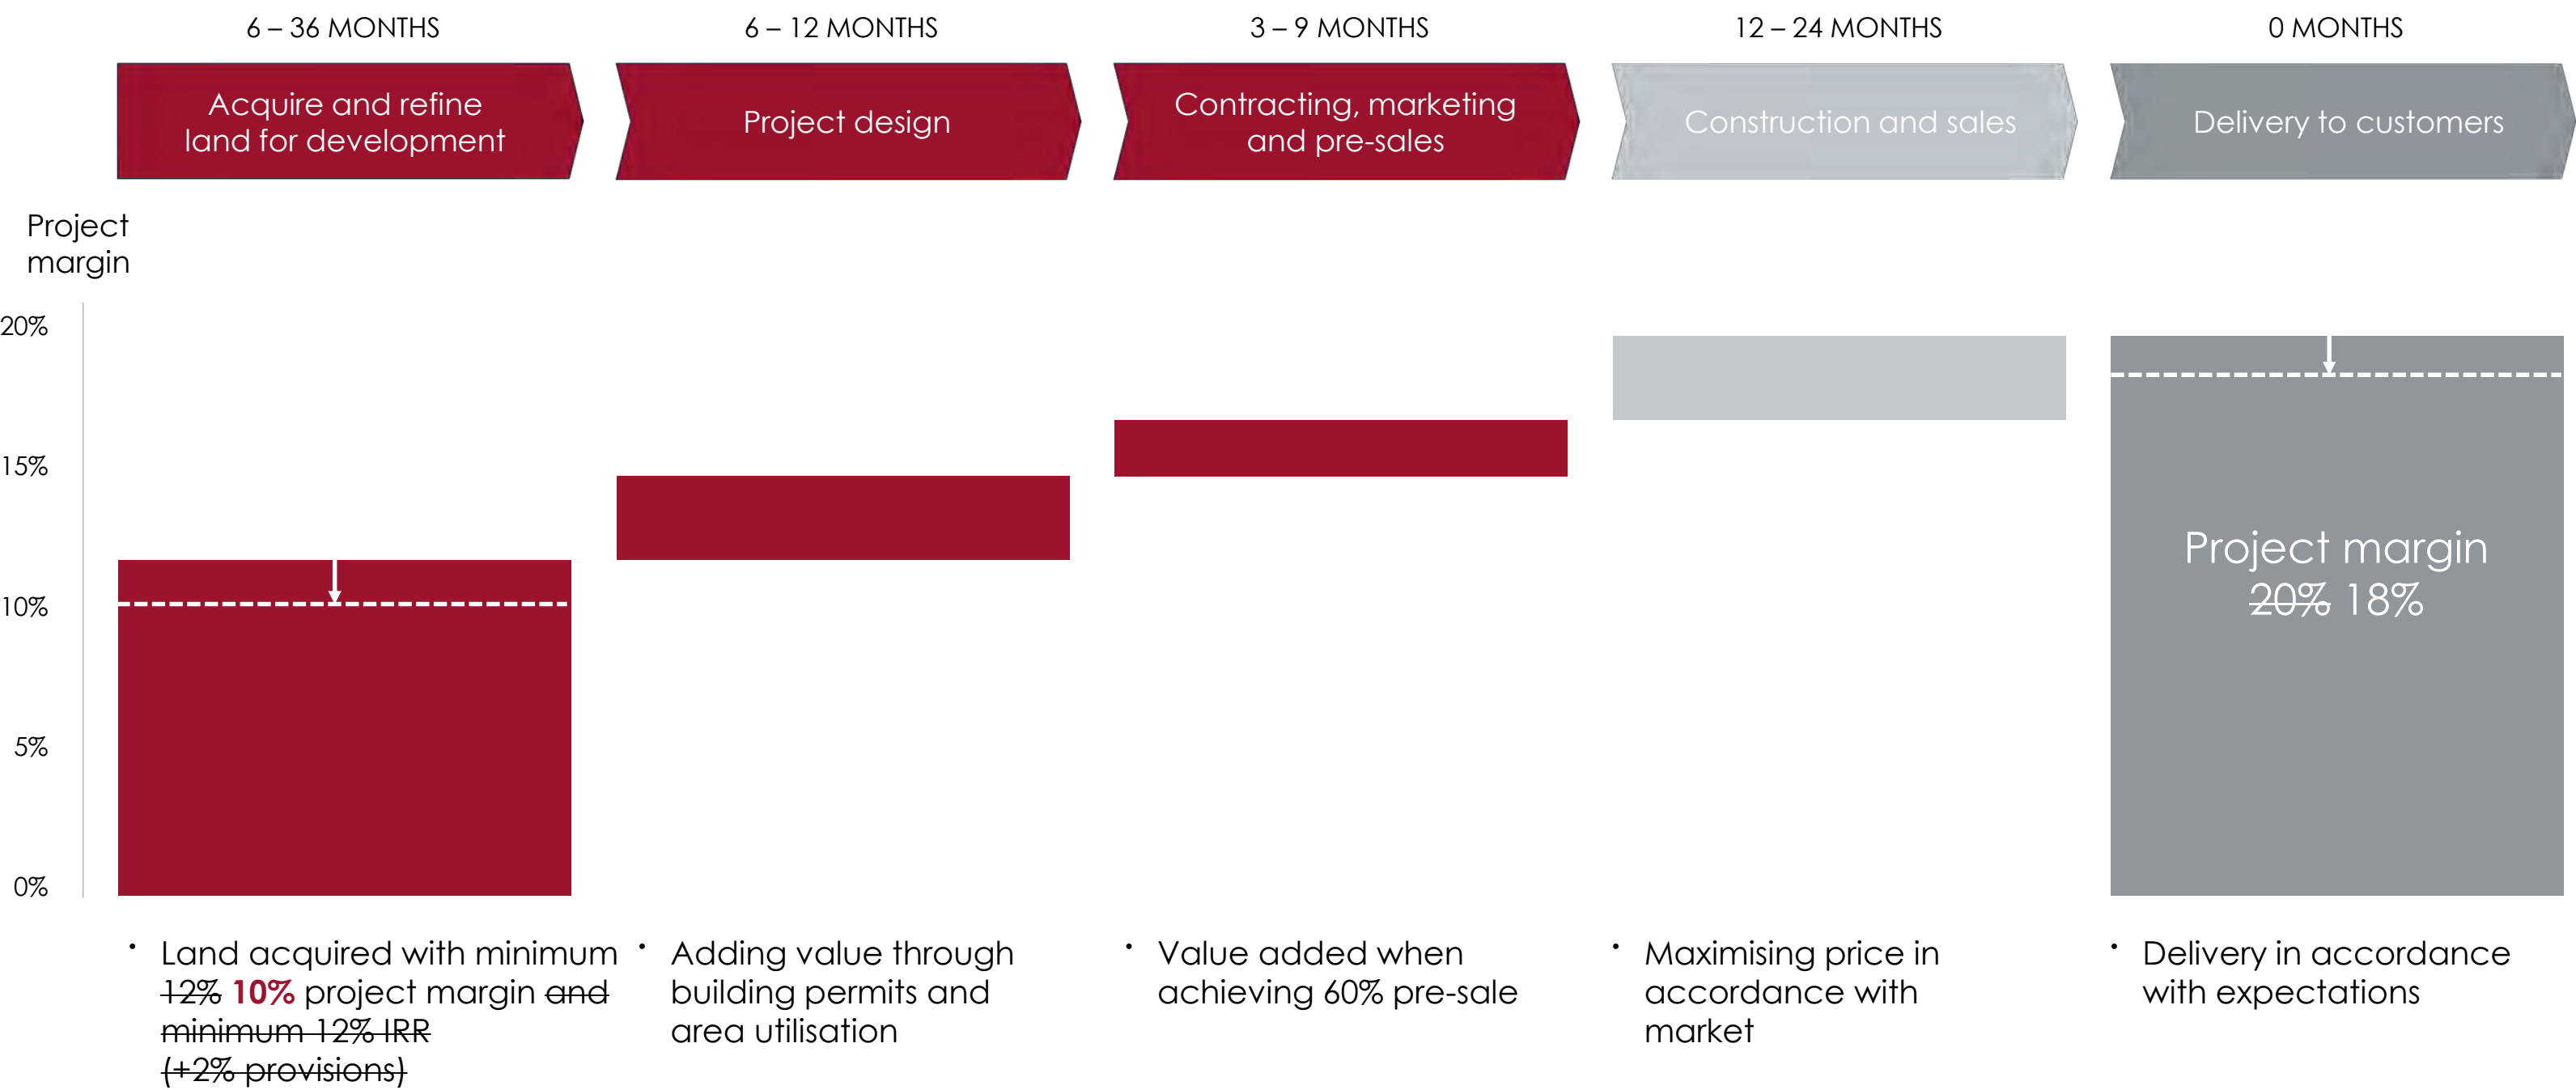 6 – 36 MONTHS
6 – 12 MONTHS
3 – 9 MONTHS
12 – 24 MONTHS
0 MONTHS
Acquire and refine
land for development
Project design
Contracting, marketing
and pre-sales
Construction and sales
Delivery to customers
Project
margin
20%
15%
10%
5%
0%
Project margin
20% 18%
• Land acquired with minimum
12% 10% project margin and
minimum 12% IRR
(+2% provisions)
• Adding value through
building permits and
area utilisation
• Value added when
achieving 60% pre-sale
• Maximising price in
accordance with
market
• Delivery in accordance
with expectations